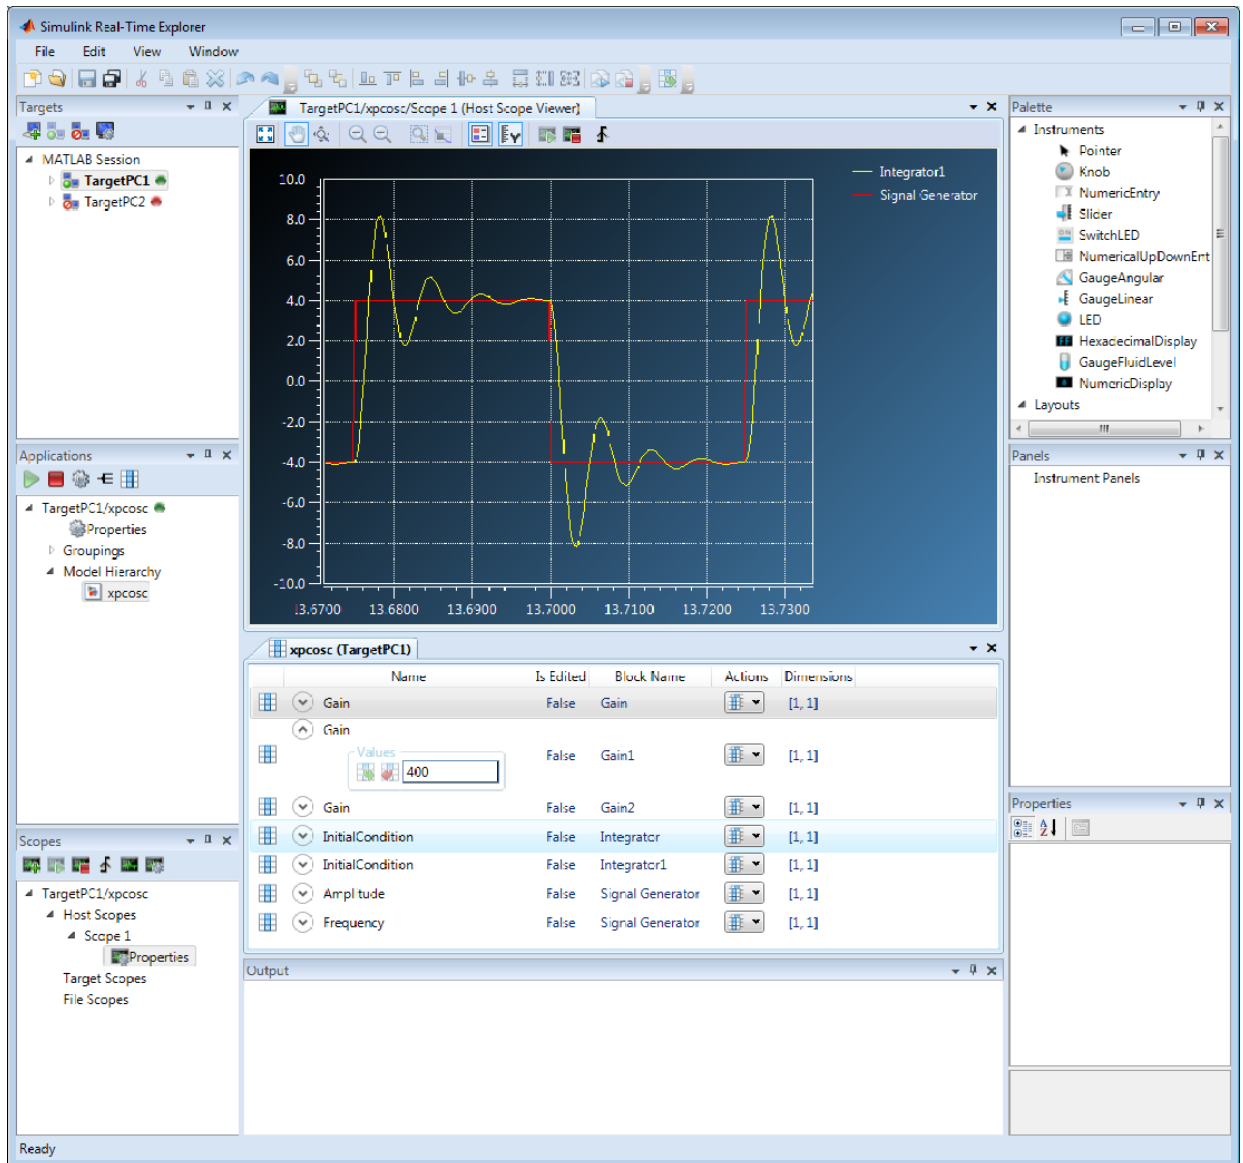 Simulink Real-Time Explorer
File Edit View Window
Targets
MATLAB Session
TargetPC1
TargetPC2
Applications
TargetPC1/xpcosc
Properties
Groupings
Model Hierarchy
xpcosc
Scopes
TargetPC1/xpcosc
Host Scopes
Scope 1
Properties
Target Scopes
File Scopes
TargetPC1/xpcosc/Scope 1 (Host Scope Viewer)
Integrator1
Signal Generator
10.0
8.0
6.0
4.0
2.0
0.0
-2.0
-4.0
-6.0
-8.0
-10.0
13.6700 13.6800 13.6900 13.7000 13.7100 13.7200 13.7300
xpcosc (TargetPC1)
Name Is Edited Block Name Actions Dimensions
Gain False Gain [1, 1]
Gain
Values
400 False Gain1 [1, 1]
Gain False Gain2 [1, 1]
InitialCondition False Integrator [1, 1]
InitialCondition False Integrator1 [1, 1]
Amplitude False Signal Generator [1, 1]
Frequency False Signal Generator [1, 1]
Output
Palette
Instruments
Pointer
Knob
NumericEntry
Slider
SwitchLED
NumericalUpDownEnt
GaugeAngular
GaugeLinear
LED
HexadecimalDisplay
GaugeFluidLevel
NumericDisplay
Layouts
Panels
Instrument Panels
Properties
Ready